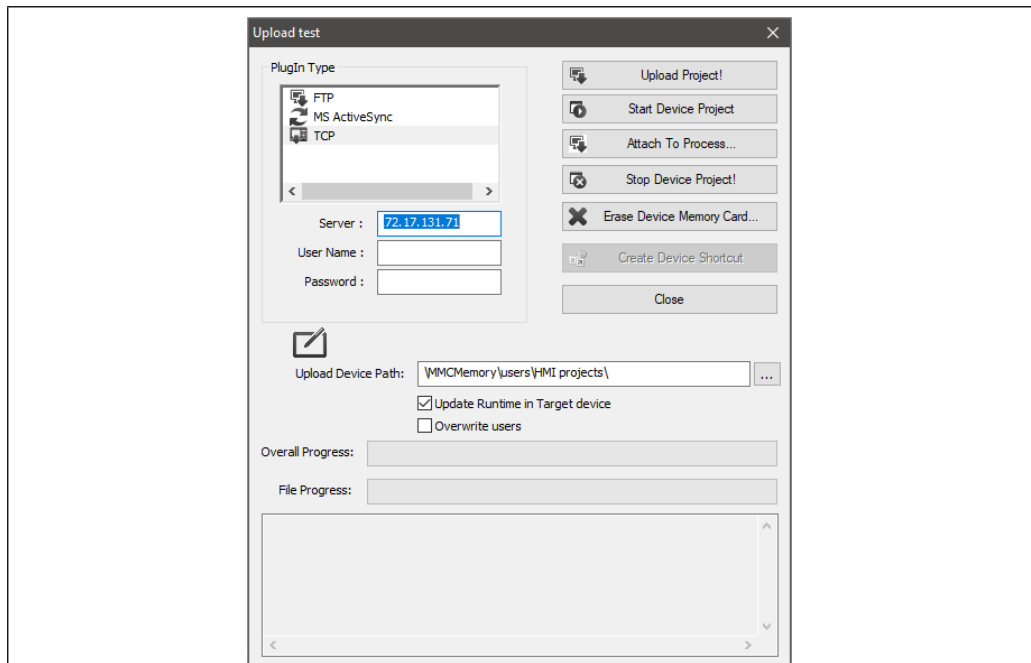 Upload test
PlugIn Type
FTP
MS ActiveSync
TCP
Server :
72.17.131.71
User Name :
Password :
Upload Project!
Start Device Project
Attach To Process...
Stop Device Project!
Erase Device Memory Card...
Create Device Shortcut
Close
Upload Device Path:
\MMCMemory\users\HMI projects\
...
Update Runtime in Target device
Overwrite users
Overall Progress:
File Progress: